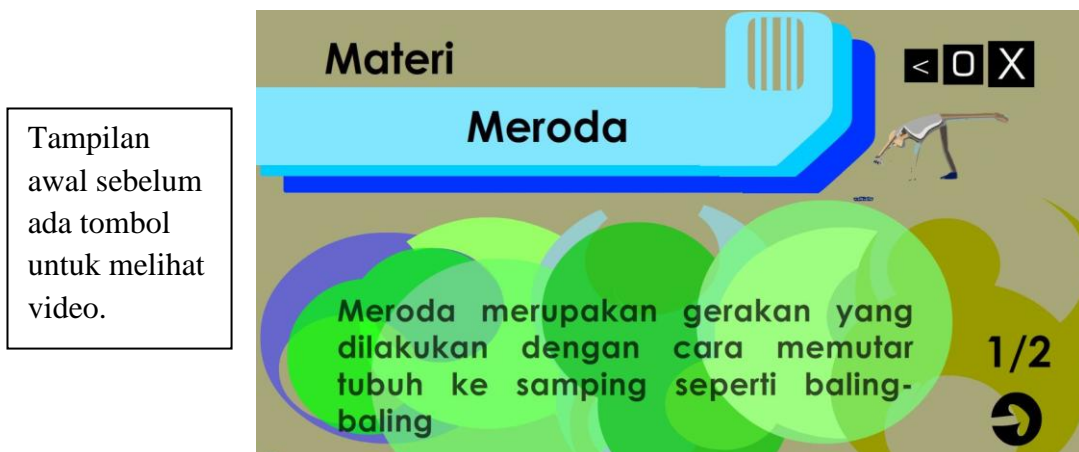 Tampilan
awal sebelum
ada tombol
untuk melihat
video.
Materi
< O X
Meroda
Meroda merupakan gerakan yang
dilakukan dengan cara memutar
tubuh ke samping seperti baling-
baling
1/2